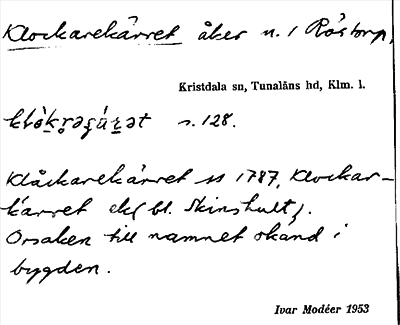 Klockarekärret åker n. i Röstorp,
Kristdala sn, Tunaläns hd, Klm. l.
s. 128.
Klåckarekärret ss 1787, Klockar-
kärret ek( bl. Skinshult).
Orsaken till namnet okänd i
bygden.
Ivar Modéer 1953